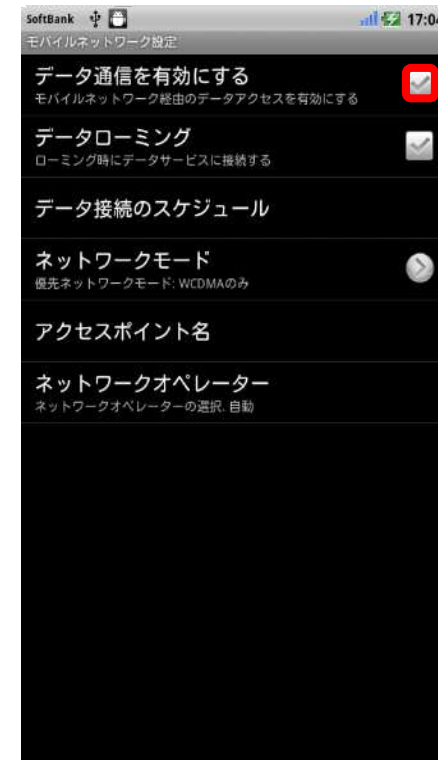 SoftBank 17:04
モバイルネットワーク設定
データ通信を有効にする
モバイルネットワーク経由のデータアクセスを有効にする
データローミング
ローミング時にデータサービスに接続する
データ接続のスケジュール
ネットワークモード
優先ネットワークモード: WCDMAのみ
アクセスポイント名
ネットワークオペレーター
ネットワークオペレーターの選択. 自動